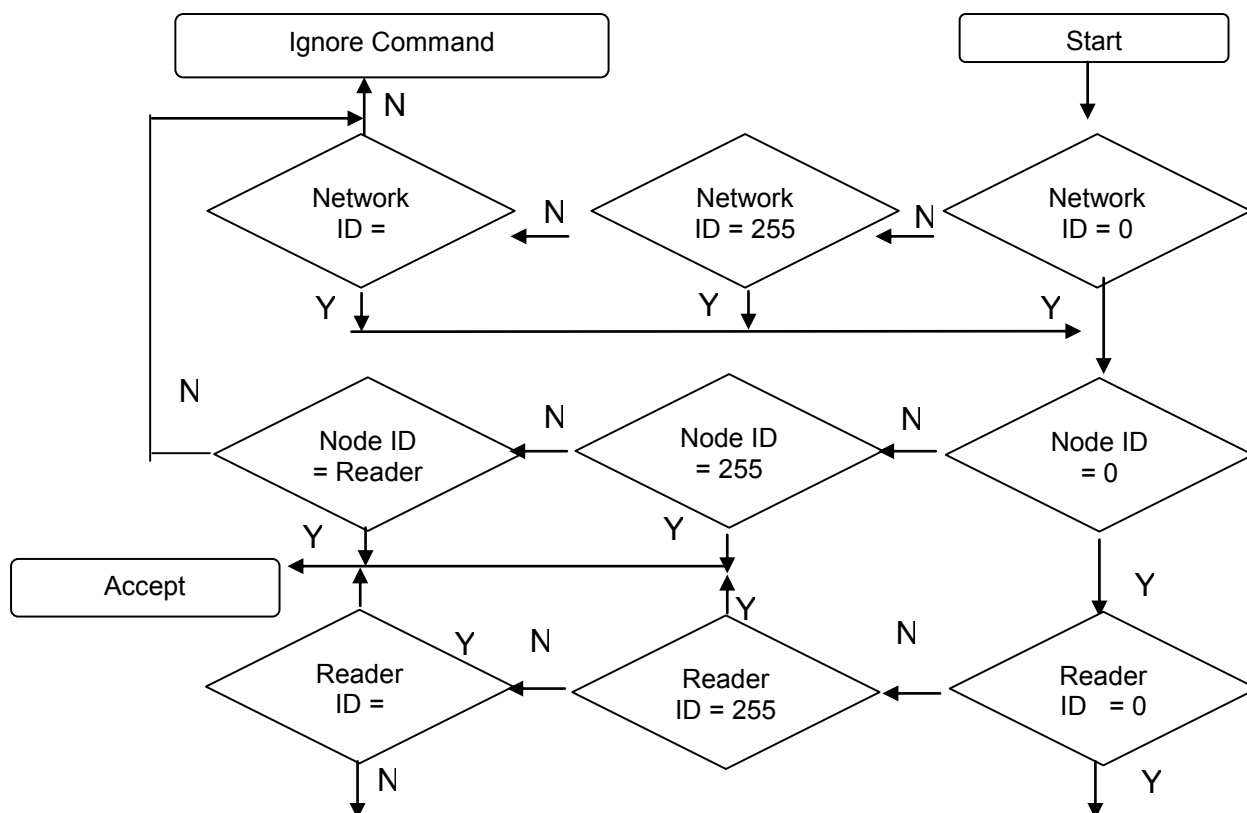 Ignore Command
Start
N
Network
ID =
N
Network
ID = 255
N
Network
ID = 0
Y
Y
Y
N
Node ID
= Reader
N
Node ID
= 255
N
Node ID
= 0
Y
Y
Accept
Y
Y
Y
N
N
Reader
ID =
Reader
ID = 255
Reader
ID = 0
N
Y